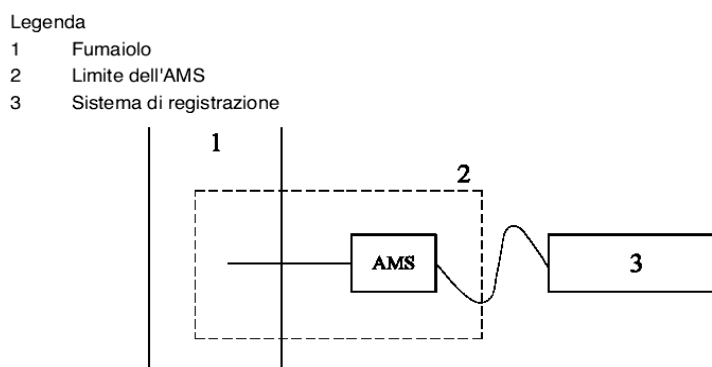 Legenda
1 Fumaiolo
2 Limite dell'AMS
3 Sistema di registrazione
1
2
AMS
3